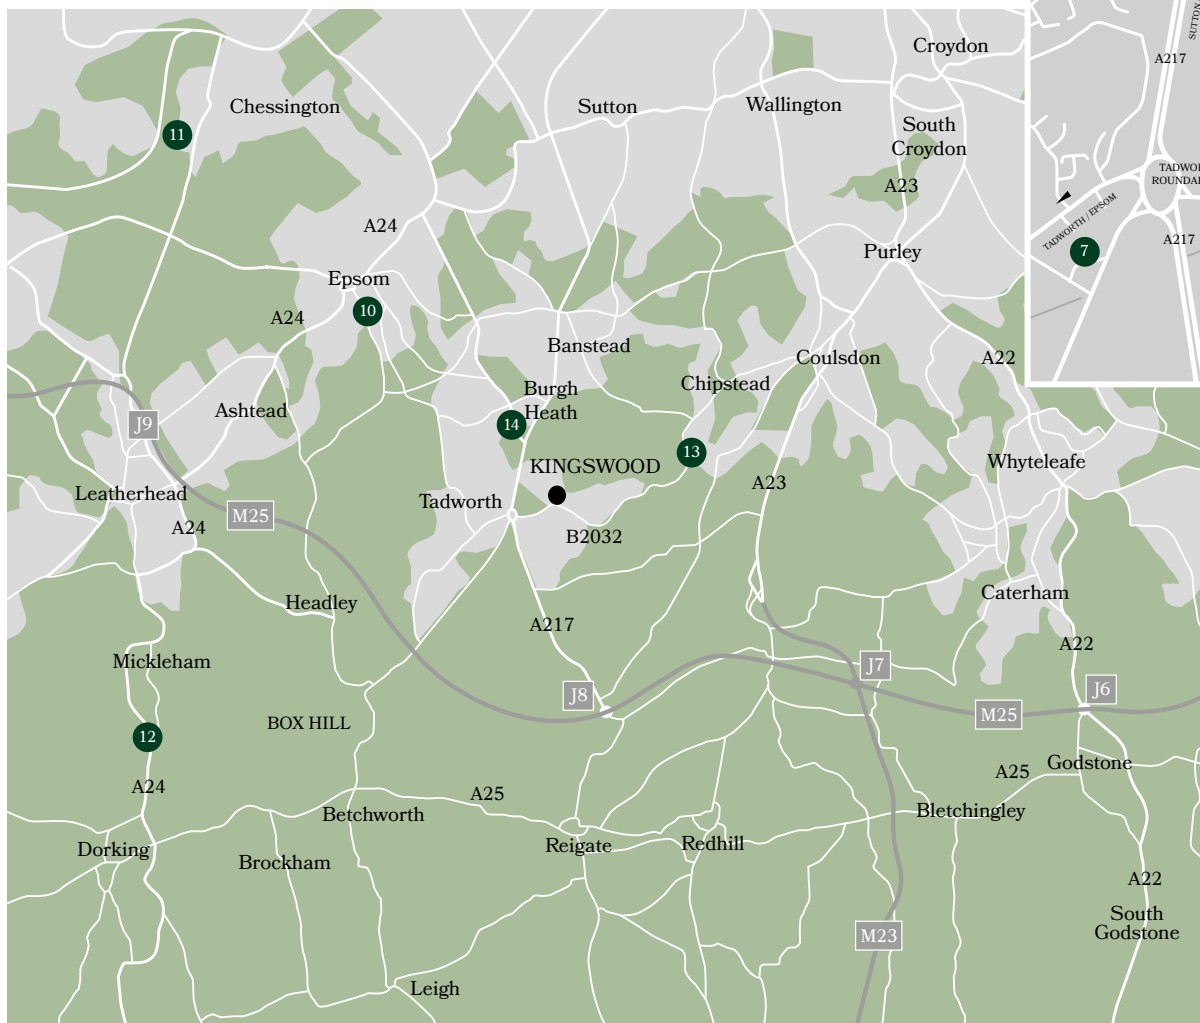 Croydon
SUTTON
A217
Chessington
Sutton
Wallington
South
Croydon
11
A23
TADWO
ROUNDA
TADWORTH / EPSOM
A24
Purley
A217
7
Epsom
10
A24
Banstead
Coulsdon
A22
Chipstead
Burgh
Heath
Ashtead
J9
14
13
KINGSWOOD
Whyteleafe
A23
Leatherhead
Tadworth
M25
A24
B2032
Caterham
Headley
A217
A22
Mickleham
J7
J8
J6
M25
BOX HILL
12
Godstone
A25
A24
A25
Betchworth
Bletchingley
Dorking
Reigate
Redhill
Brockham
A22
South
Godstone
M23
Leigh